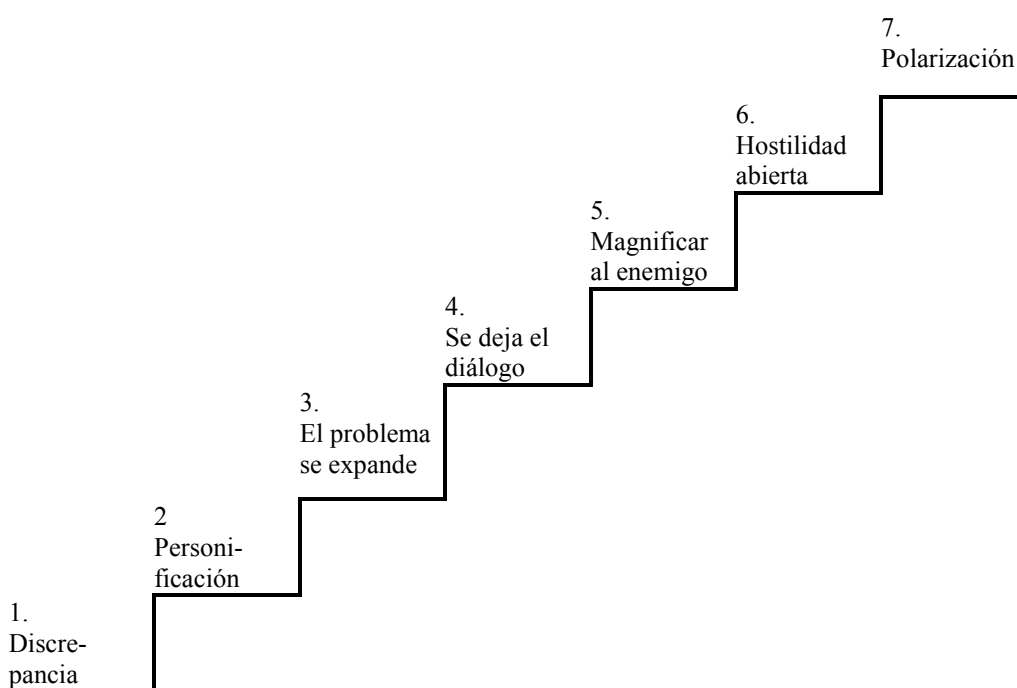 7.
Polarización
6.
Hostilidad
abierta
5.
Magnificar
al enemigo
4.
Se deja el
diálogo
3.
El problema
se expande
2
Personi-
ficación
1.
Discre-
pancia